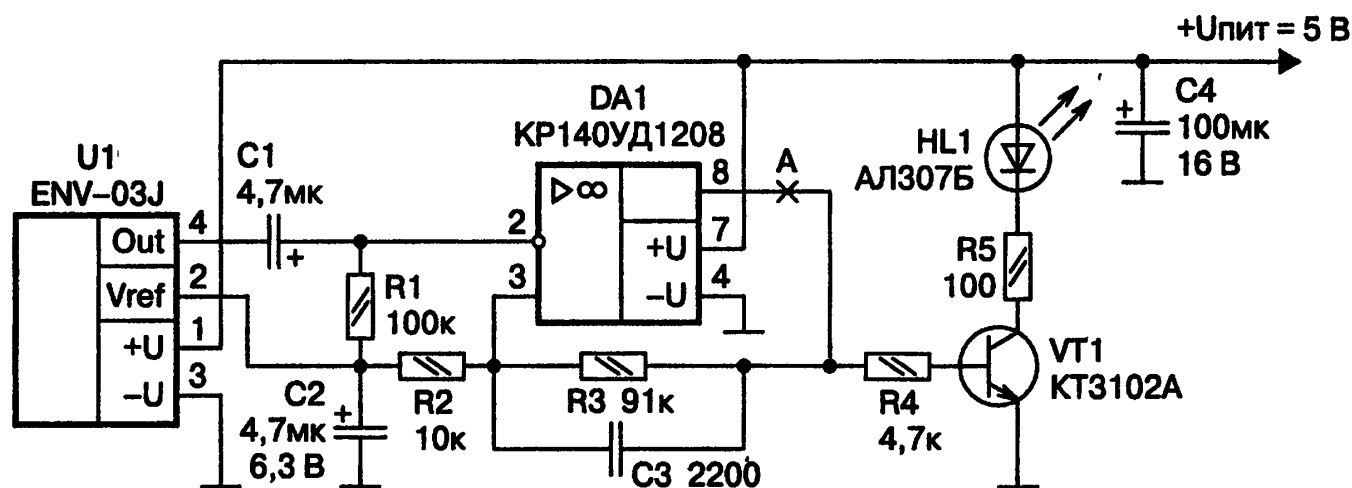 +Uпит = 5 В
DA1
КР140УД1208
U1
ENV–03J
C1
4,7мк
+
4
Out
2
Vref
1
+U
3
–U
2
3
▷∞
8
A
7
+U
4
–U
HL1
АЛ307Б
+
C4
100мк
16 В
R1
100к
R5
100
C2
4,7мк
6,3 В
+
R2
10к
R3 91к
C3 2200
R4
4,7к
VT1
КТ3102А